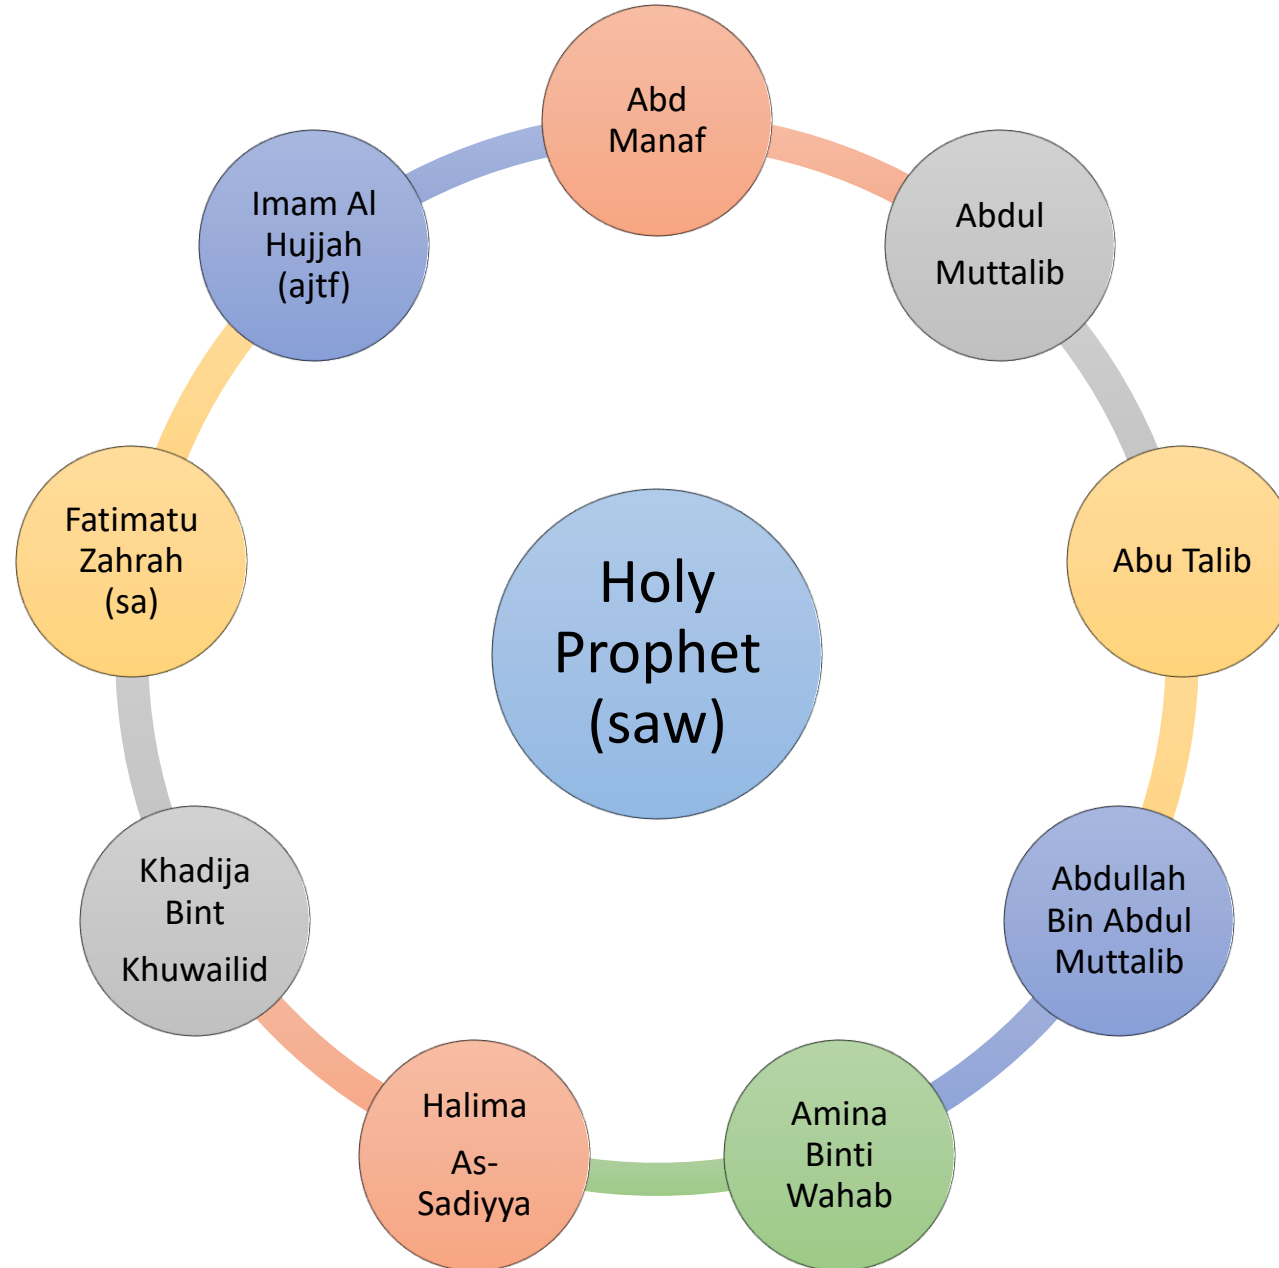 Abd
Manaf
Abdul
Muttalib
Abu Talib
Abdullah
Bin Abdul
Muttalib
Amina
Binti
Wahab
Halima
As-
Sadiyya
Khadija
Bint
Khuwailid
Fatimatu
Zahrah
(sa)
Imam Al
Hujjah
(ajtf)
Holy
Prophet
(saw)